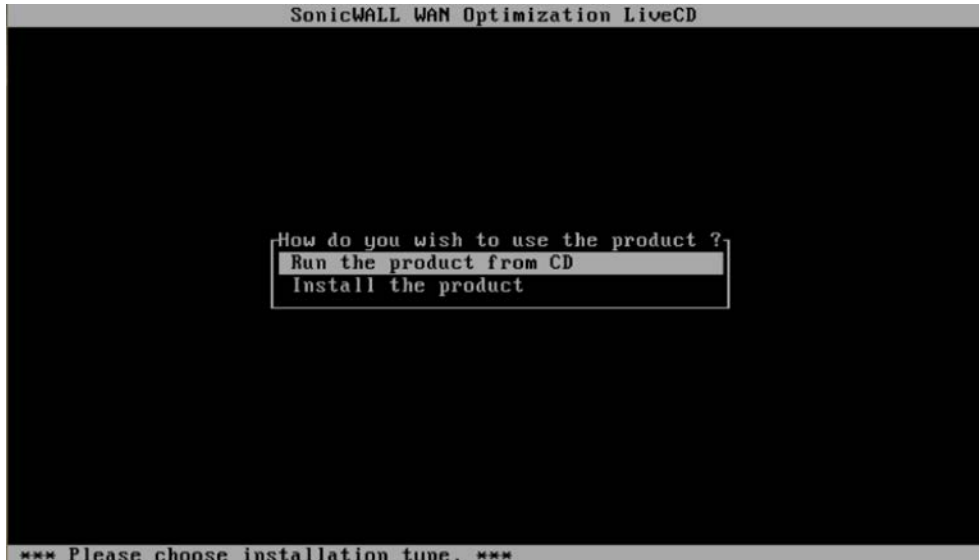 SonicWALL WAN Optimization LiveCD
How do you wish to use the product ?
Run the product from CD
Install the product
*** Please choose installation type. ***